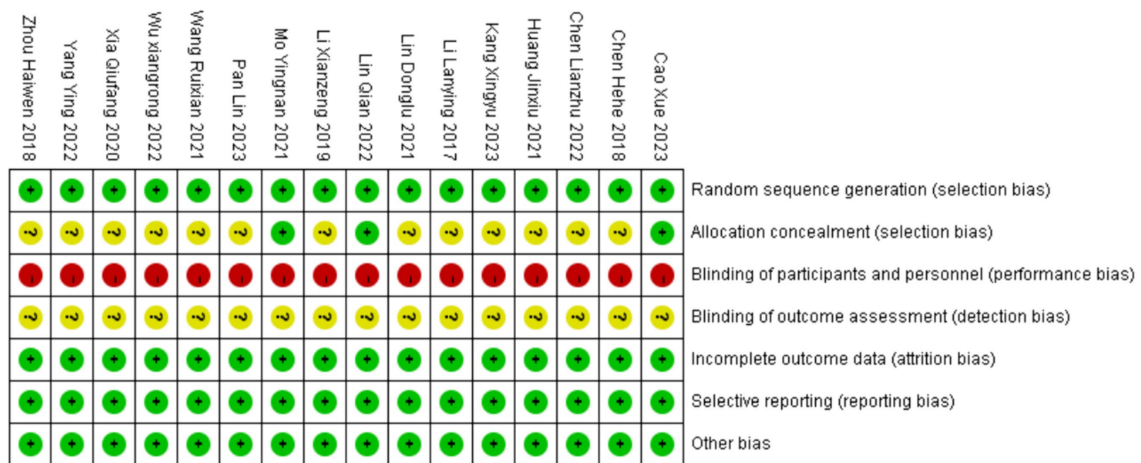 Zhou Haiwen 2018
Yang Ying 2022
Xia Qiufang 2020
Wu xiangrong 2022
Wang Ruixian 2021
Pan Lin 2023
Mo Yingnan 2021
Li Xianzeng 2019
Lin Qian 2022
Lin Donglu 2021
Li Lanying 2017
Kang Xingyu 2023
Huang Jinxiu 2021
Chen Lianzhu 2022
Chen Hehe 2018
Cao Xue 2023
+ + + + + + + + + + + + + + + + Random sequence generation (selection bias)
? ? ? ? ? ? + ? + ? ? ? ? ? ? + Allocation concealment (selection bias)
- - - - - - - - - - - - - - - - Blinding of participants and personnel (performance bias)
? ? ? ? ? ? ? ? ? ? ? ? ? ? ? ? Blinding of outcome assessment (detection bias)
+ + + + + + + + + + + + + + + + Incomplete outcome data (attrition bias)
+ + + + + + + + + + + + + + + + Selective reporting (reporting bias)
+ + + + + + + + + + + + + + + + Other bias